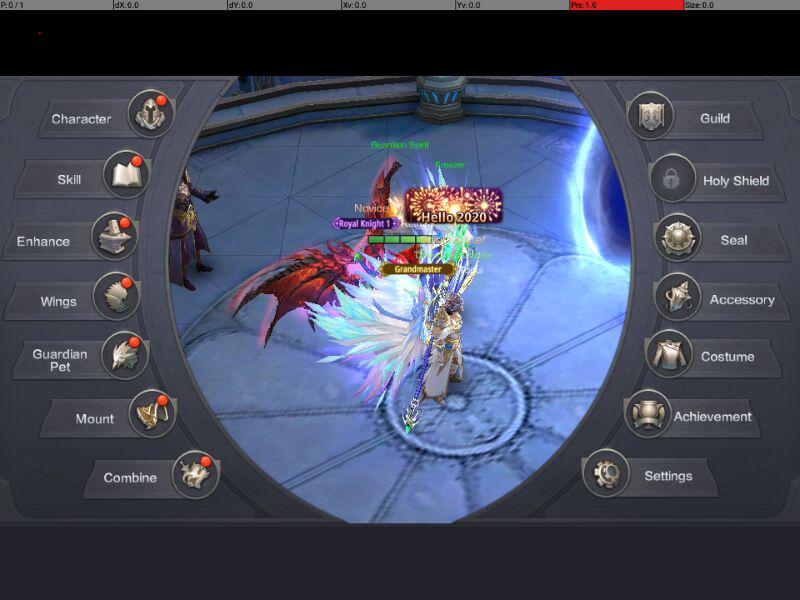 P: 0 / 1 dX: 0.0 dY: 0.0 Xv: 0.0 Yv: 0.0 Prs: 1.0 Size: 0.0
Character
Guild
Skill
Holy Shield
Enhance
Seal
Wings
Accessory
Guardian
Pet
Costume
Mount
Achievement
Combine
Settings
Guardian Spirit
Freezer
Hello 2020
Novice
Royal Knight 1
Grandmaster